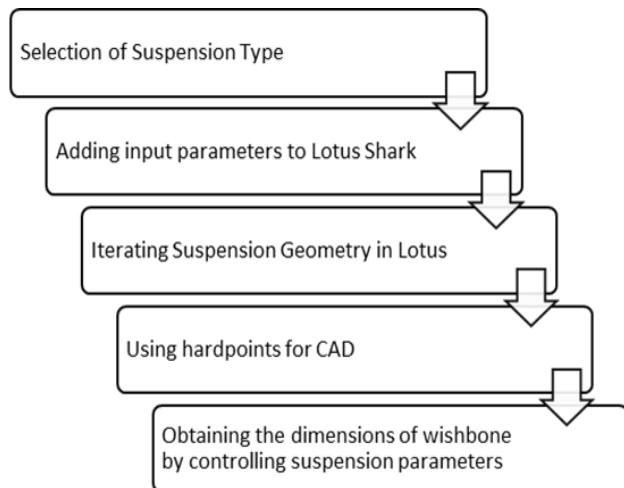 Selection of Suspension Type
Adding input parameters to Lotus Shark
Iterating Suspension Geometry in Lotus
Using hardpoints for CAD
Obtaining the dimensions of wishbone
by controlling suspension parameters